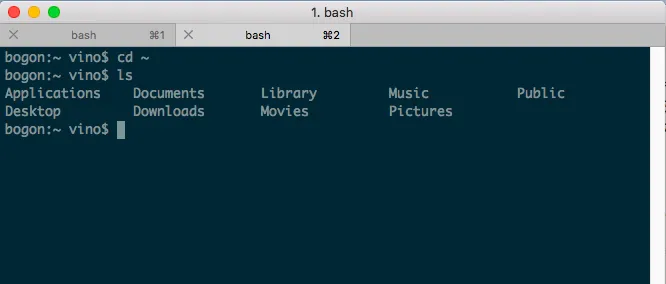 1. bash
bash ⌘1 bash ⌘2
bogon:~ vino$ cd ~
bogon:~ vino$ ls
Applications Documents Library Music Public
Desktop Downloads Movies Pictures
bogon:~ vino$